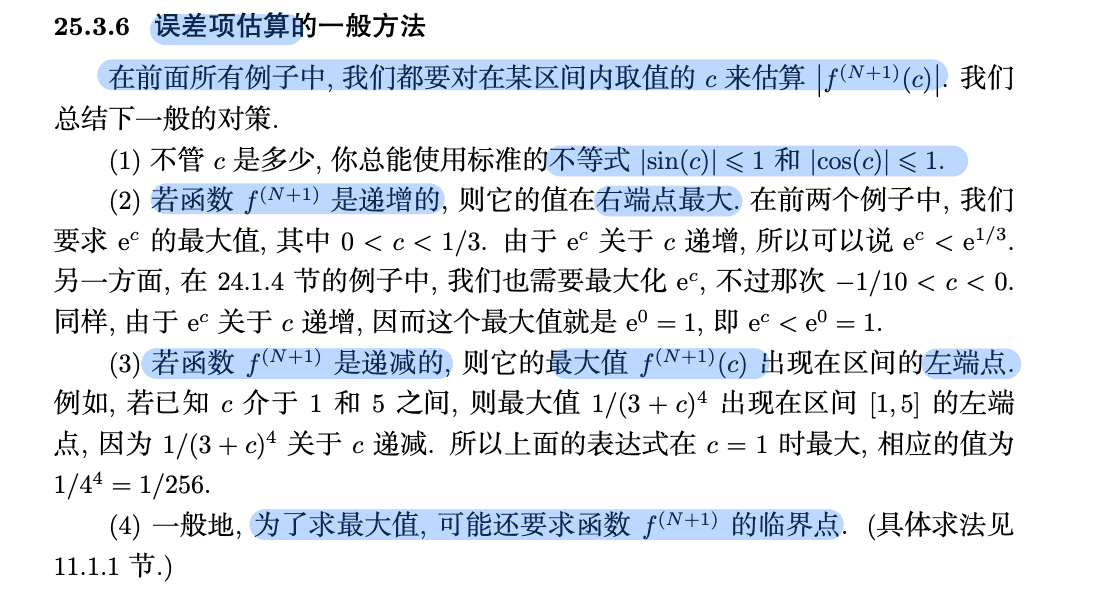 25.3.6 误差项估算的一般方法
在前面所有例子中, 我们都要对在某区间内取值的 c 来估算 |f⁽ᴺ⁺¹⁾(c)|. 我们
总结下一般的对策.
(1) 不管 c 是多少, 你总能使用标准的不等式 |sin(c)| ⩽ 1 和 |cos(c)| ⩽ 1.
(2) 若函数 f⁽ᴺ⁺¹⁾ 是递增的, 则它的值在右端点最大. 在前两个例子中, 我们
要求 eᶜ 的最大值, 其中 0 < c < 1/3. 由于 eᶜ 关于 c 递增, 所以可以说 eᶜ < e¹/³.
另一方面, 在 24.1.4 节的例子中, 我们也需要最大化 eᶜ, 不过那次 −1/10 < c < 0.
同样, 由于 eᶜ 关于 c 递增, 因而这个最大值就是 e⁰ = 1, 即 eᶜ < e⁰ = 1.
(3) 若函数 f⁽ᴺ⁺¹⁾ 是递减的, 则它的最大值 f⁽ᴺ⁺¹⁾(c) 出现在区间的左端点.
例如, 若已知 c 介于 1 和 5 之间, 则最大值 1/(3 + c)⁴ 出现在区间 [1, 5] 的左端
点, 因为 1/(3 + c)⁴ 关于 c 递减. 所以上面的表达式在 c = 1 时最大, 相应的值为
1/4⁴ = 1/256.
(4) 一般地, 为了求最大值, 可能还要求函数 f⁽ᴺ⁺¹⁾ 的临界点. (具体求法见
11.1.1 节.)